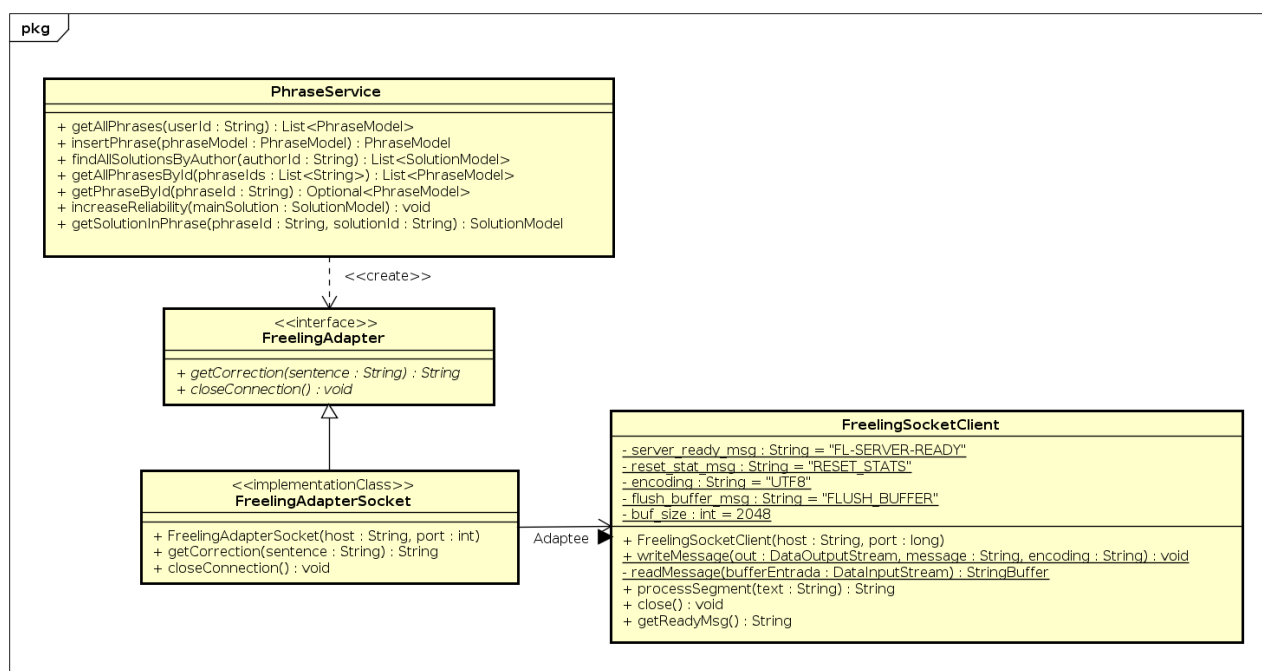 pkg
PhraseService
+ getAllPhrases(userId : String) : List<PhraseModel>
+ insertPhrase(phraseModel : PhraseModel) : PhraseModel
+ findAllSolutionsByAuthor(authorId : String) : List<SolutionModel>
+ getAllPhrasesById(phraseIds : List<String>) : List<PhraseModel>
+ getPhraseById(phraseId : String) : Optional<PhraseModel>
+ increaseReliability(mainSolution : SolutionModel) : void
+ getSolutionInPhrase(phraseId : String, solutionId : String) : SolutionModel
<<create>>
<<interface>>
FreelingAdapter
+ getCorrection(sentence : String) : String
+ closeConnection() : void
<<implementationClass>>
FreelingAdapterSocket
+ FreelingAdapterSocket(host : String, port : int)
+ getCorrection(sentence : String) : String
+ closeConnection() : void
Adaptee
FreelingSocketClient
- server_ready_msg : String = "FL-SERVER-READY"
- reset_stat_msg : String = "RESET_STATS"
- encoding : String = "UTF8"
- flush_buffer_msg : String = "FLUSH_BUFFER"
- buf_size : int = 2048
+ FreelingSocketClient(host : String, port : long)
+ writeMessage(out : DataOutputStream, message : String, encoding : String) : void
- readMessage(bufferEntrada : DataInputStream) : StringBuffer
+ processSegment(text : String) : String
+ close() : void
+ getReadyMsg() : String